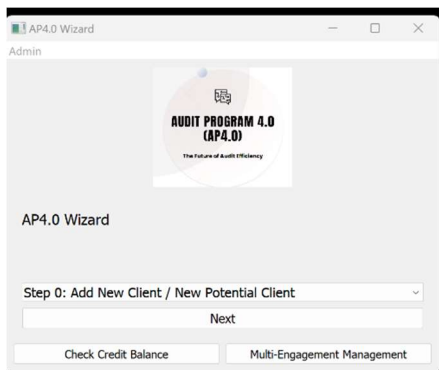 AP4.0 Wizard
Admin
AUDIT PROGRAM 4.0
(AP4.0)
The Future of Audit Efficiency
AP4.0 Wizard
Step 0: Add New Client / New Potential Client
Next
Check Credit Balance
Multi-Engagement Management